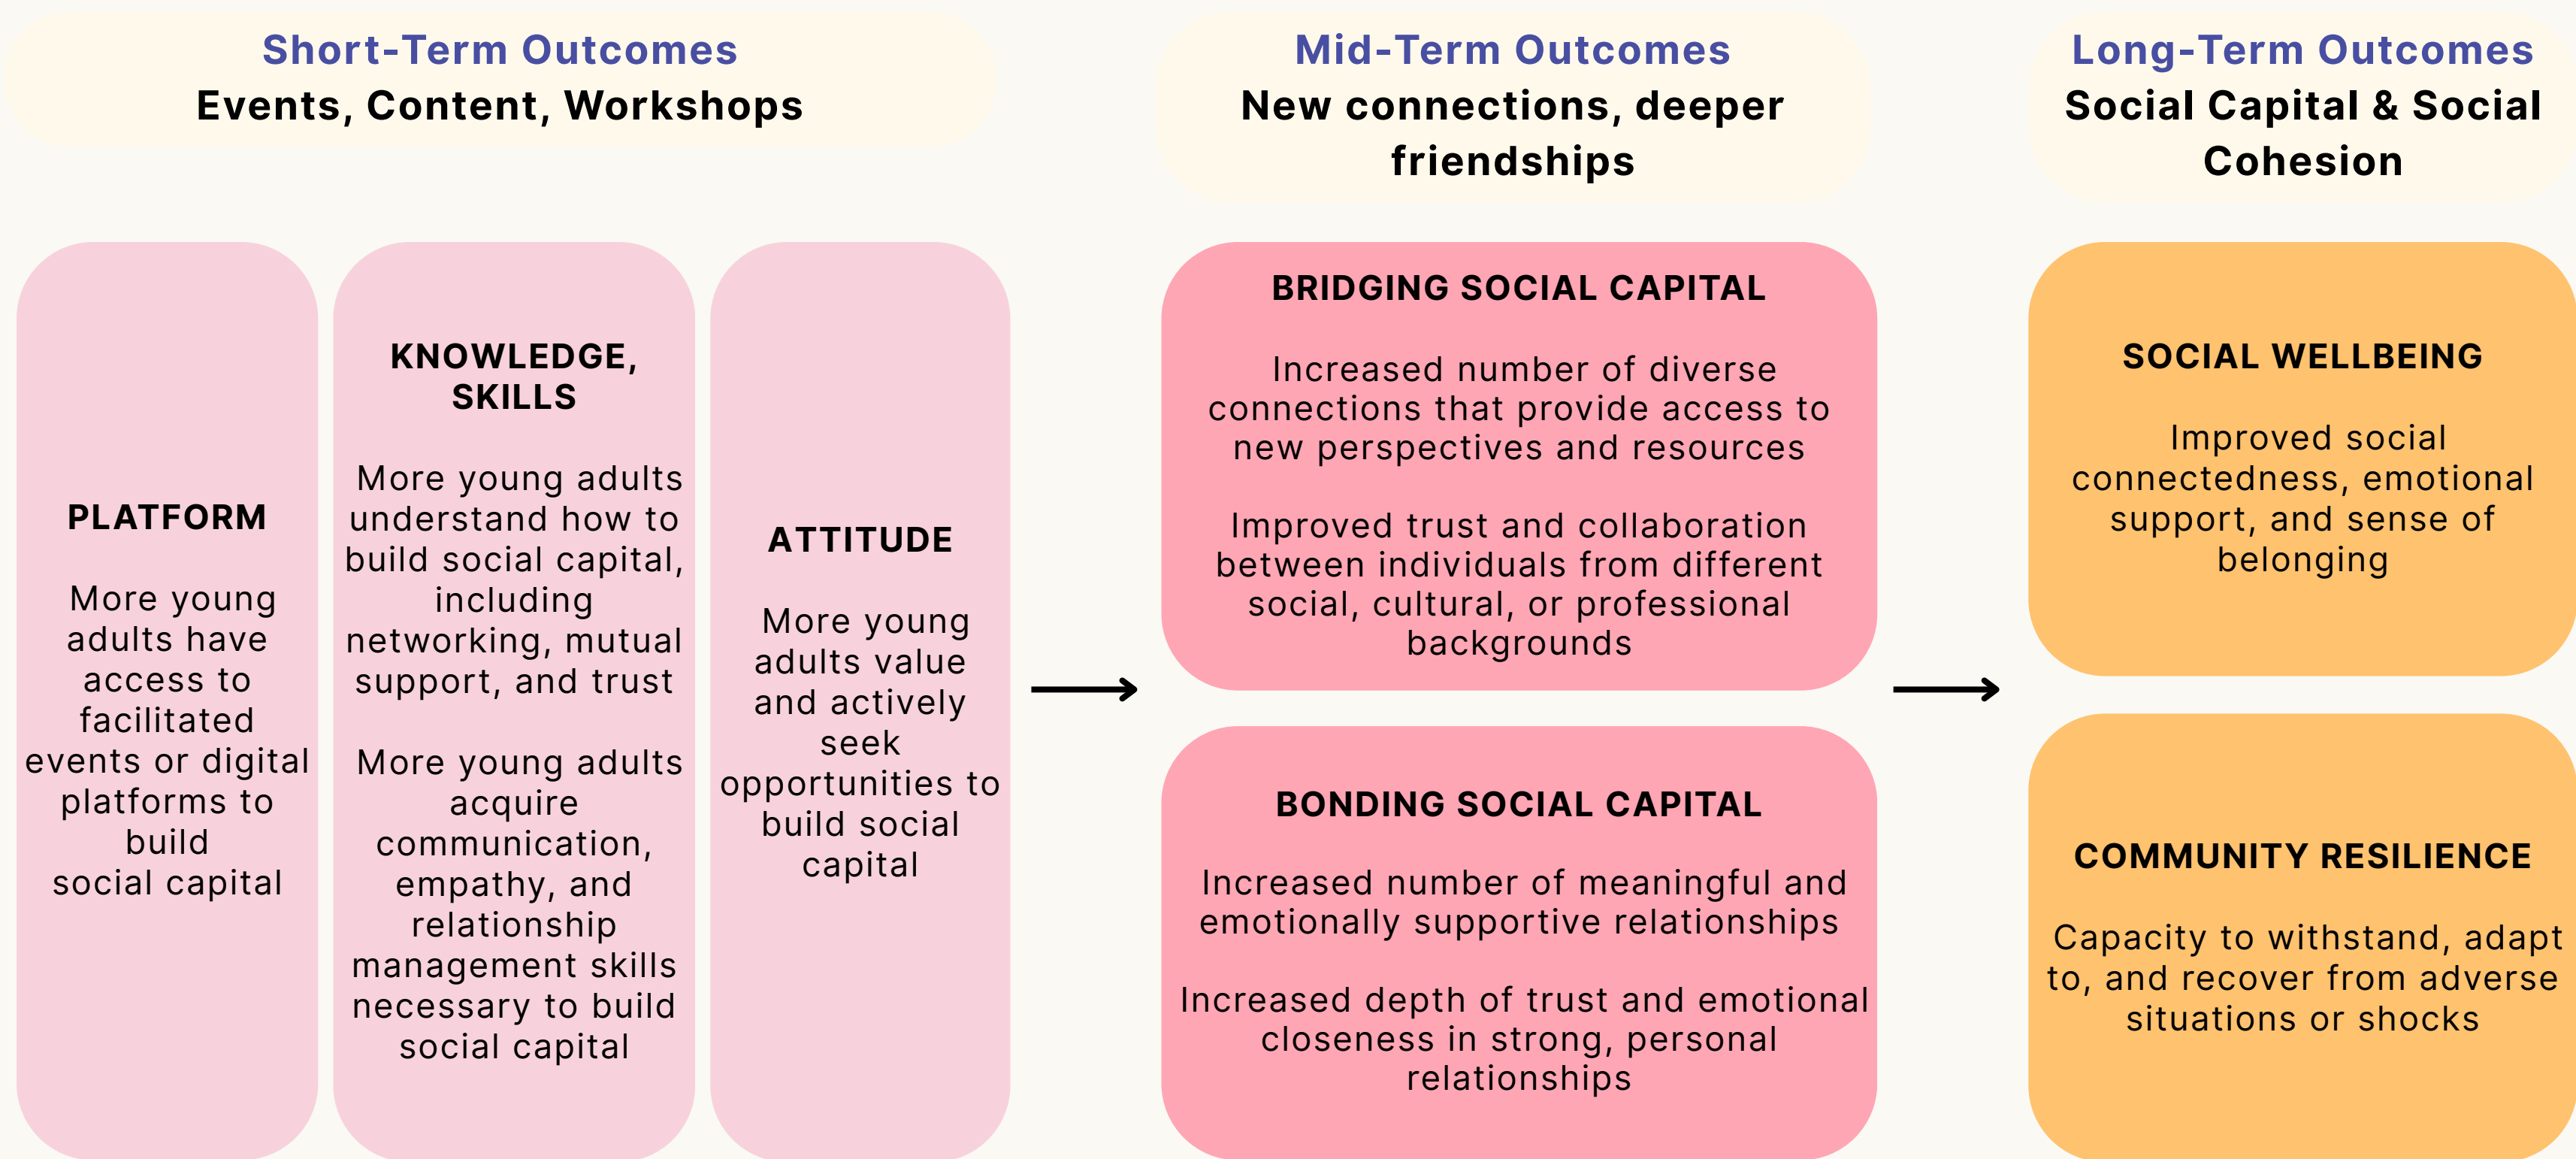 Short-Term Outcomes
Events, Content, Workshops
Mid-Term Outcomes
New connections, deeper
friendships
Long-Term Outcomes
Social Capital & Social
Cohesion
PLATFORM
More young
adults have
access to
facilitated
events or digital
platforms to
build
social capital
KNOWLEDGE,
SKILLS
More young adults
understand how to
build social capital,
including
networking, mutual
support, and trust
More young adults
acquire
communication,
empathy, and
relationship
management skills
necessary to build
social capital
ATTITUDE
More young
adults value
and actively
seek
opportunities to
build social
capital
BRIDGING SOCIAL CAPITAL
Increased number of diverse
connections that provide access to
new perspectives and resources
Improved trust and collaboration
between individuals from different
social, cultural, or professional
backgrounds
BONDING SOCIAL CAPITAL
Increased number of meaningful and
emotionally supportive relationships
Increased depth of trust and emotional
closeness in strong, personal
relationships
SOCIAL WELLBEING
Improved social
connectedness, emotional
support, and sense of
belonging
COMMUNITY RESILIENCE
Capacity to withstand, adapt
to, and recover from adverse
situations or shocks